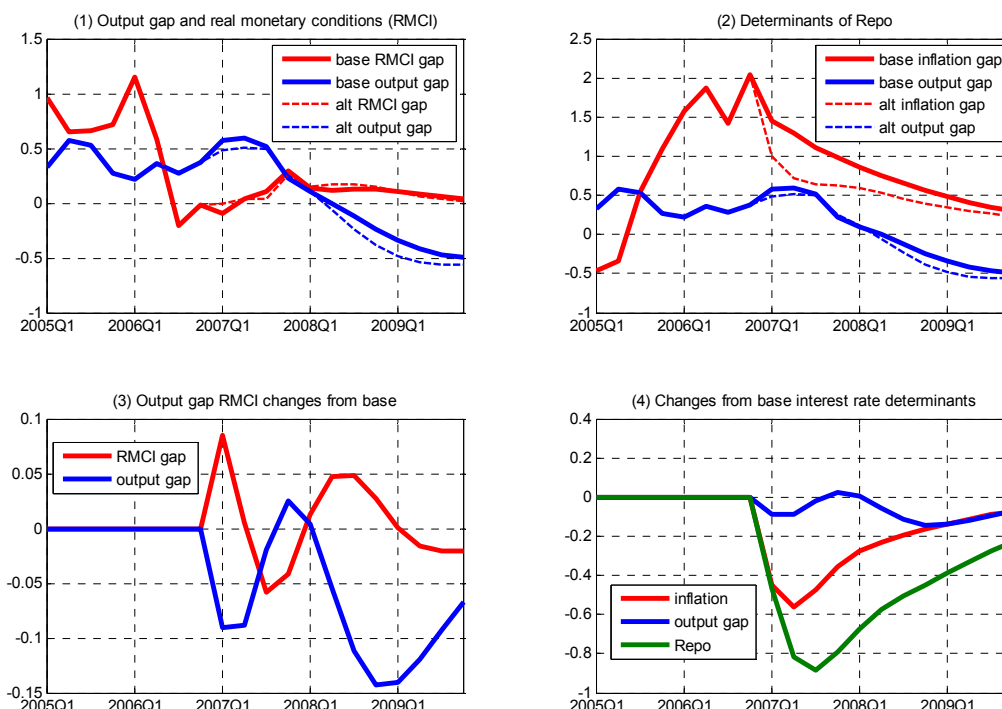 (1) Output gap and real monetary conditions (RMCI)
1.5
1
0.5
0
-0.5
-1
2005Q1 2006Q1 2007Q1 2008Q1 2009Q1
base RMCI gap
base output gap
alt RMCI gap
alt output gap
(2) Determinants of Repo
2.5
2
1.5
1
0.5
0
-0.5
-1
2005Q1 2006Q1 2007Q1 2008Q1 2009Q1
base inflation gap
base output gap
alt inflation gap
alt output gap
(3) Output gap RMCI changes from base
0.1
0.05
0
-0.05
-0.1
-0.15
2005Q1 2006Q1 2007Q1 2008Q1 2009Q1
RMCI gap
output gap
(4) Changes from base interest rate determinants
0.4
0.2
0
-0.2
-0.4
-0.6
-0.8
-1
2005Q1 2006Q1 2007Q1 2008Q1 2009Q1
inflation
output gap
Repo